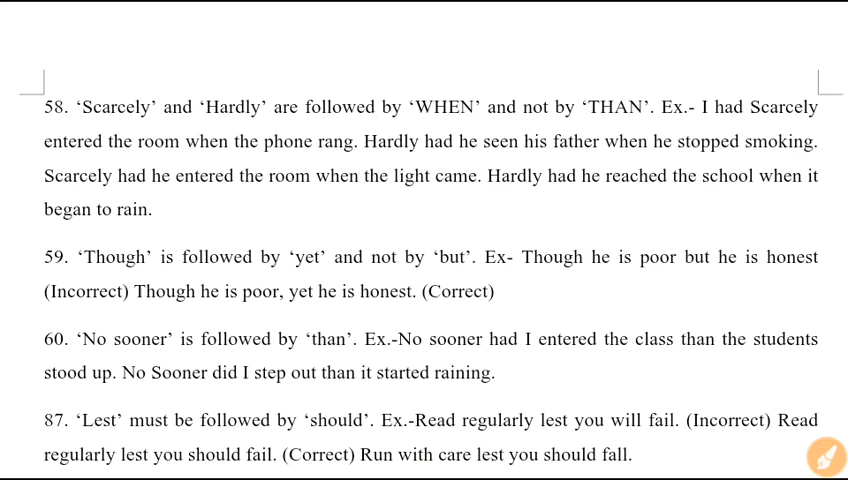 58. ‘Scarcely’ and ‘Hardly’ are followed by ‘WHEN’ and not by ‘THAN’. Ex.- I had Scarcely
entered the room when the phone rang. Hardly had he seen his father when he stopped smoking.
Scarcely had he entered the room when the light came. Hardly had he reached the school when it
began to rain.
59. ‘Though’ is followed by ‘yet’ and not by ‘but’. Ex- Though he is poor but he is honest
(Incorrect) Though he is poor, yet he is honest. (Correct)
60. ‘No sooner’ is followed by ‘than’. Ex.-No sooner had I entered the class than the students
stood up. No Sooner did I step out than it started raining.
87. ‘Lest’ must be followed by ‘should’. Ex.-Read regularly lest you will fail. (Incorrect) Read
regularly lest you should fail. (Correct) Run with care lest you should fall.